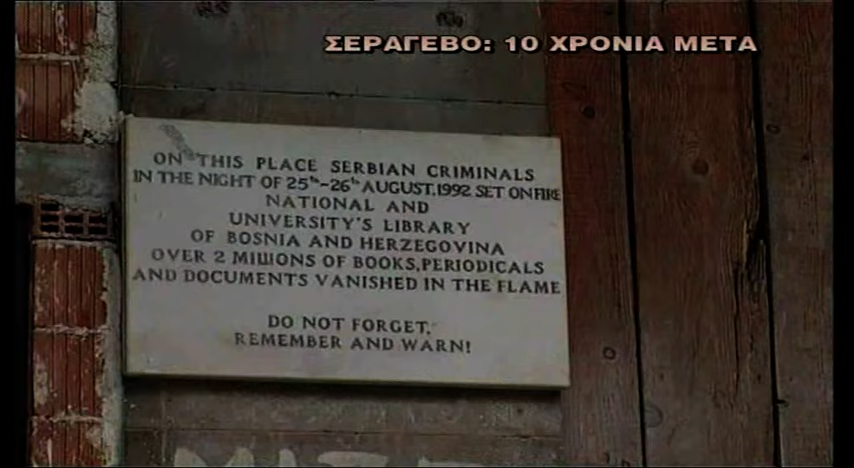 ΣΕΡΑΓΕΒΟ: 10 ΧΡΟΝΙΑ ΜΕΤΑ
ON THIS PLACE SERBIAN CRIMINALS
IN THE NIGHT OF 25th-26th AUGUST,1992 SET ON FIRE
NATIONAL AND
UNIVERSITY'S LIBRARY
OF BOSNIA AND HERZEGOVINA
OVER 2 MILLIONS OF BOOKS, PERIODICALS
AND DOCUMENTS VANISHED IN THE FLAME
DO NOT FORGET,
REMEMBER AND WARN!